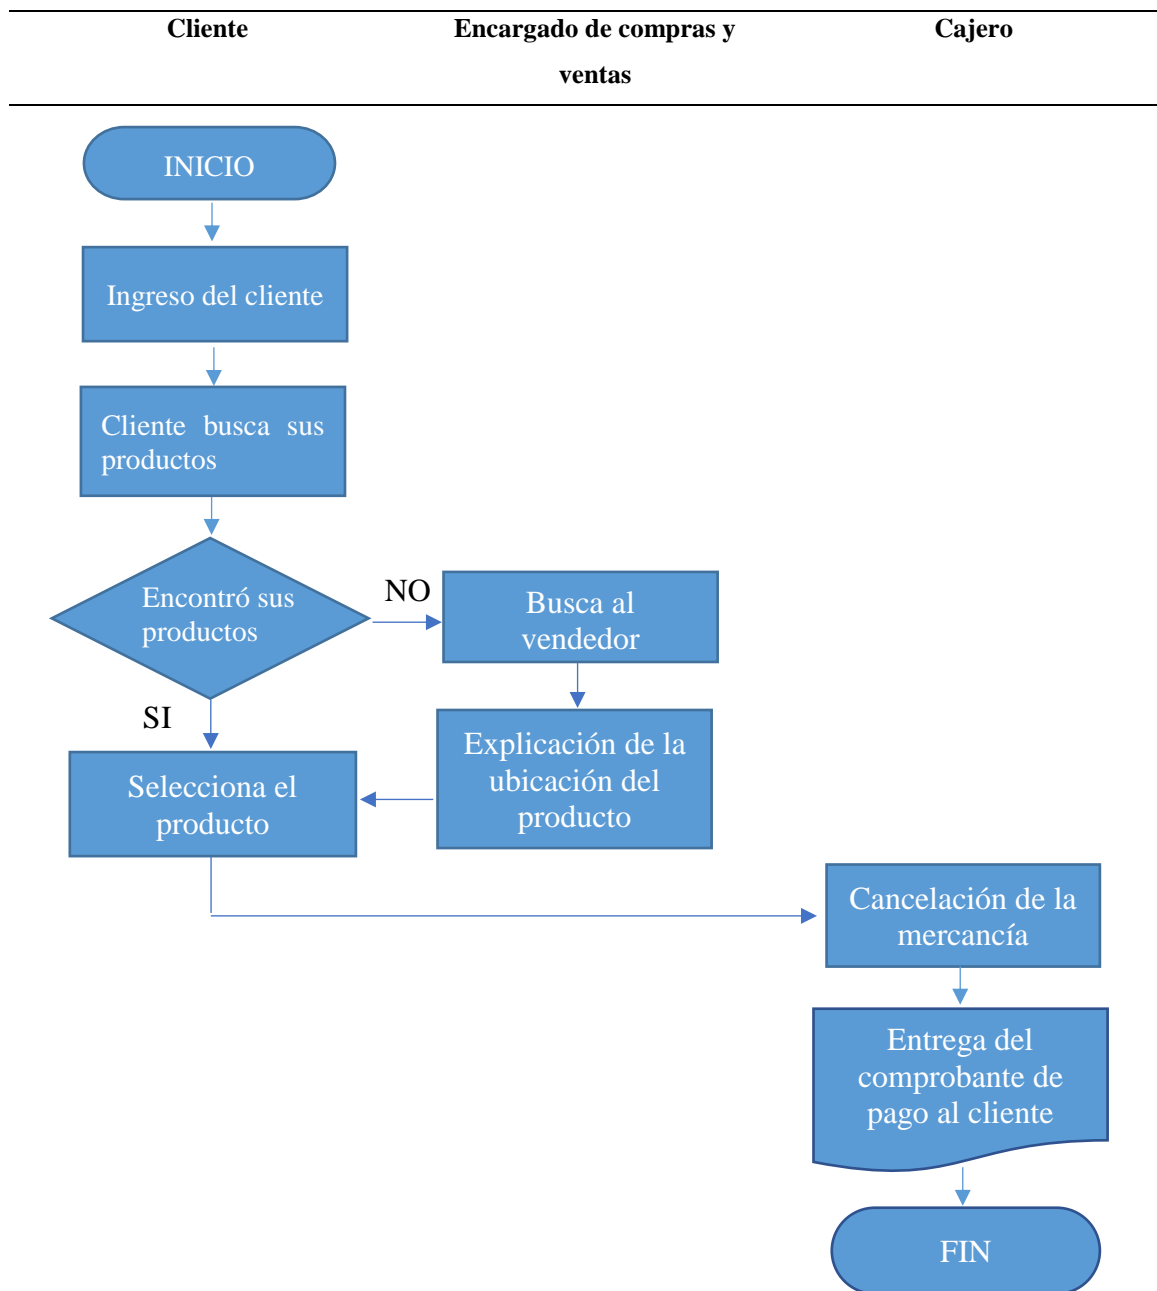 Cliente
Encargado de compras y
ventas
Cajero
INICIO
Ingreso del cliente
Cliente busca sus
productos
Encontró sus
productos
NO
Busca al
vendedor
SI
Explicación de la
ubicación del
producto
Selecciona el
producto
Cancelación de la
mercancía
Entrega del
comprobante de
pago al cliente
FIN